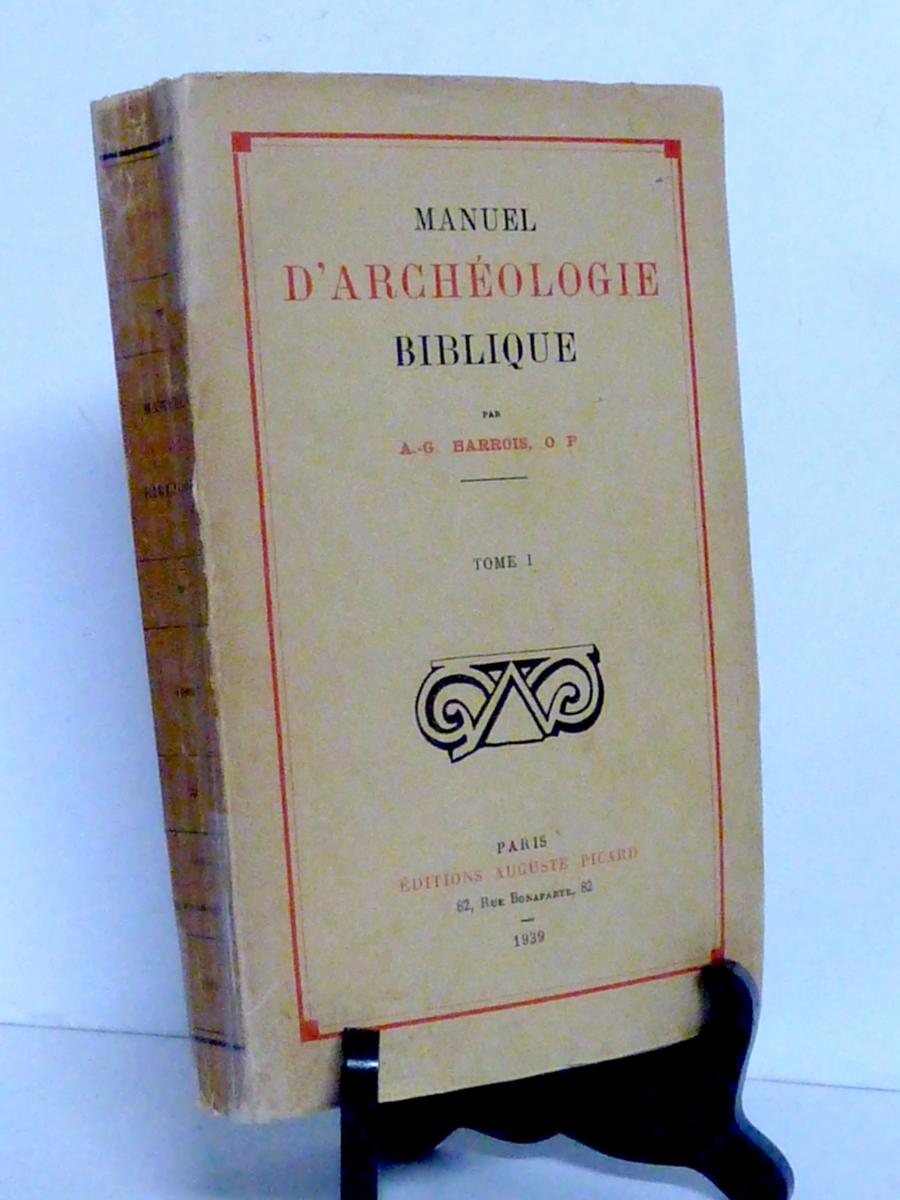 MANUEL
D'ARCHÉOLOGIE
BIBLIQUE
PAR
A.-G. BARROIS, O P
TOME I
PARIS
ÉDITIONS AUGUSTE PICARD
82, RUE BONAPARTE, 82
1939